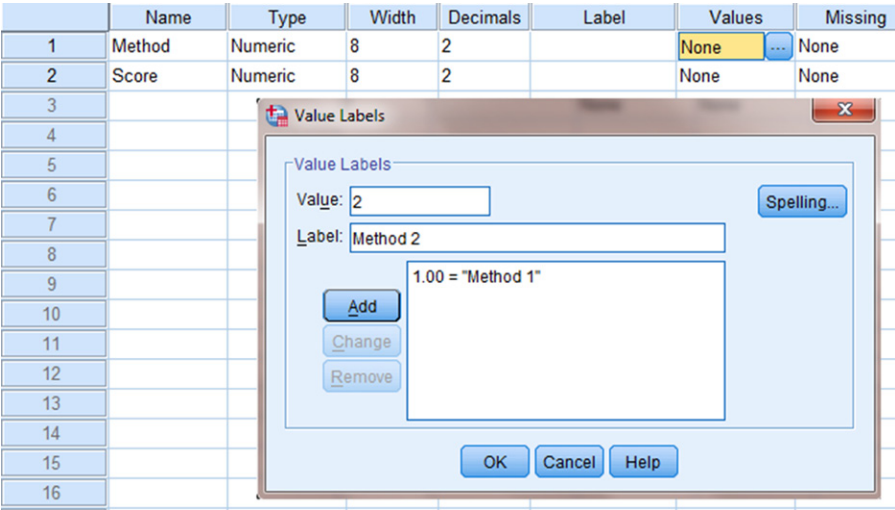 Name Type Width Decimals Label Values Missing
1 Method Numeric 8 2 None ... None
2 Score Numeric 8 2 None None
3
4
5
6
7
8
9
10
11
12
13
14
15
16
Value Labels
Value Labels
Value: 2
Spelling...
Label: Method 2
1.00 = "Method 1"
Add
Change
Remove
OK Cancel Help